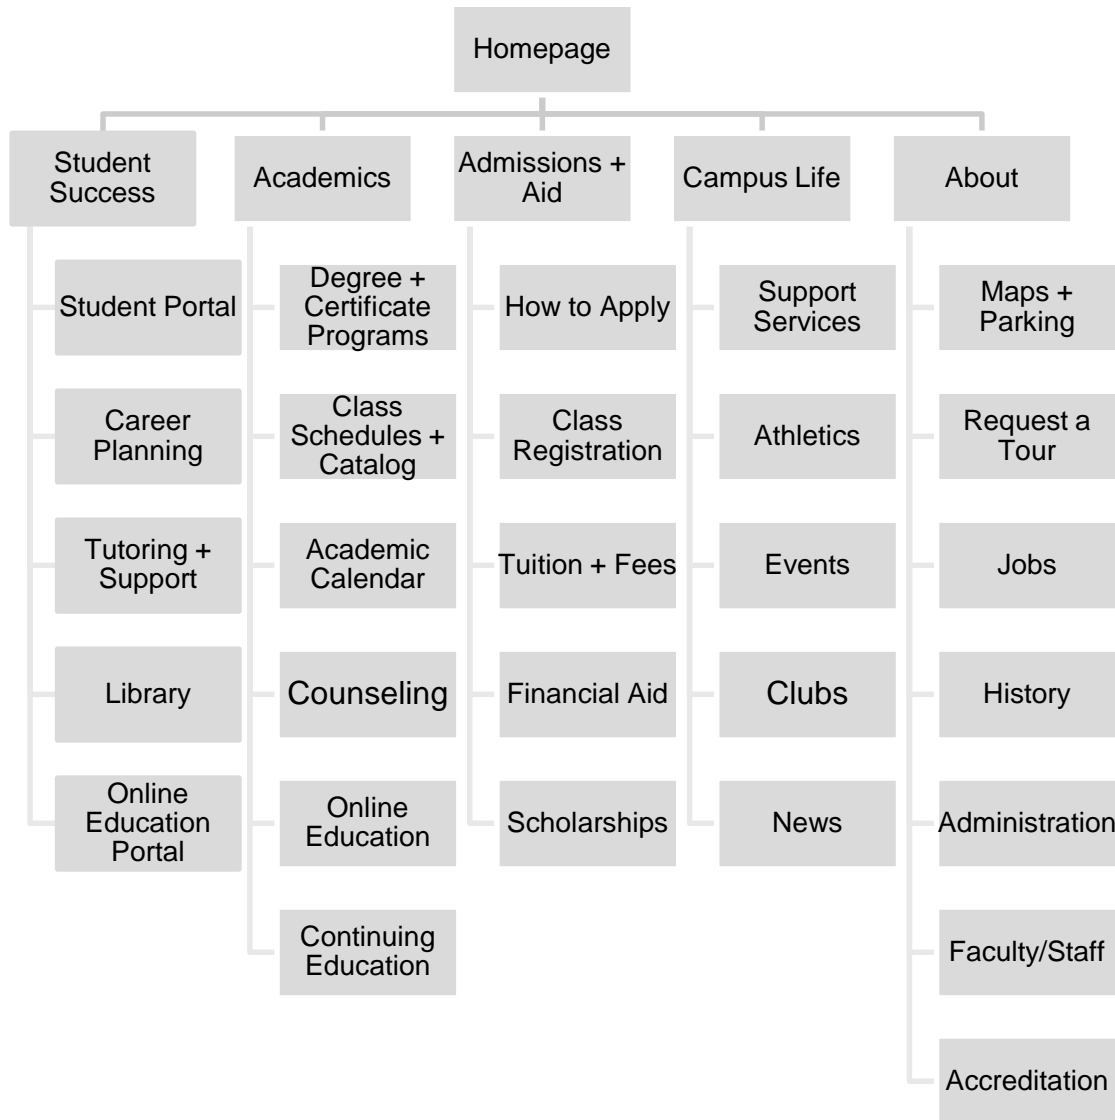 Homepage
Student
Success
Academics
Admissions +
Aid
Campus Life
About
Student Portal
Career
Planning
Tutoring +
Support
Library
Online
Education
Portal
Degree +
Certificate
Programs
Class
Schedules +
Catalog
Academic
Calendar
Counseling
Online
Education
Continuing
Education
How to Apply
Class
Registration
Tuition + Fees
Financial Aid
Scholarships
Support
Services
Athletics
Events
Clubs
News
Maps +
Parking
Request a
Tour
Jobs
History
Administration
Faculty/Staff
Accreditation